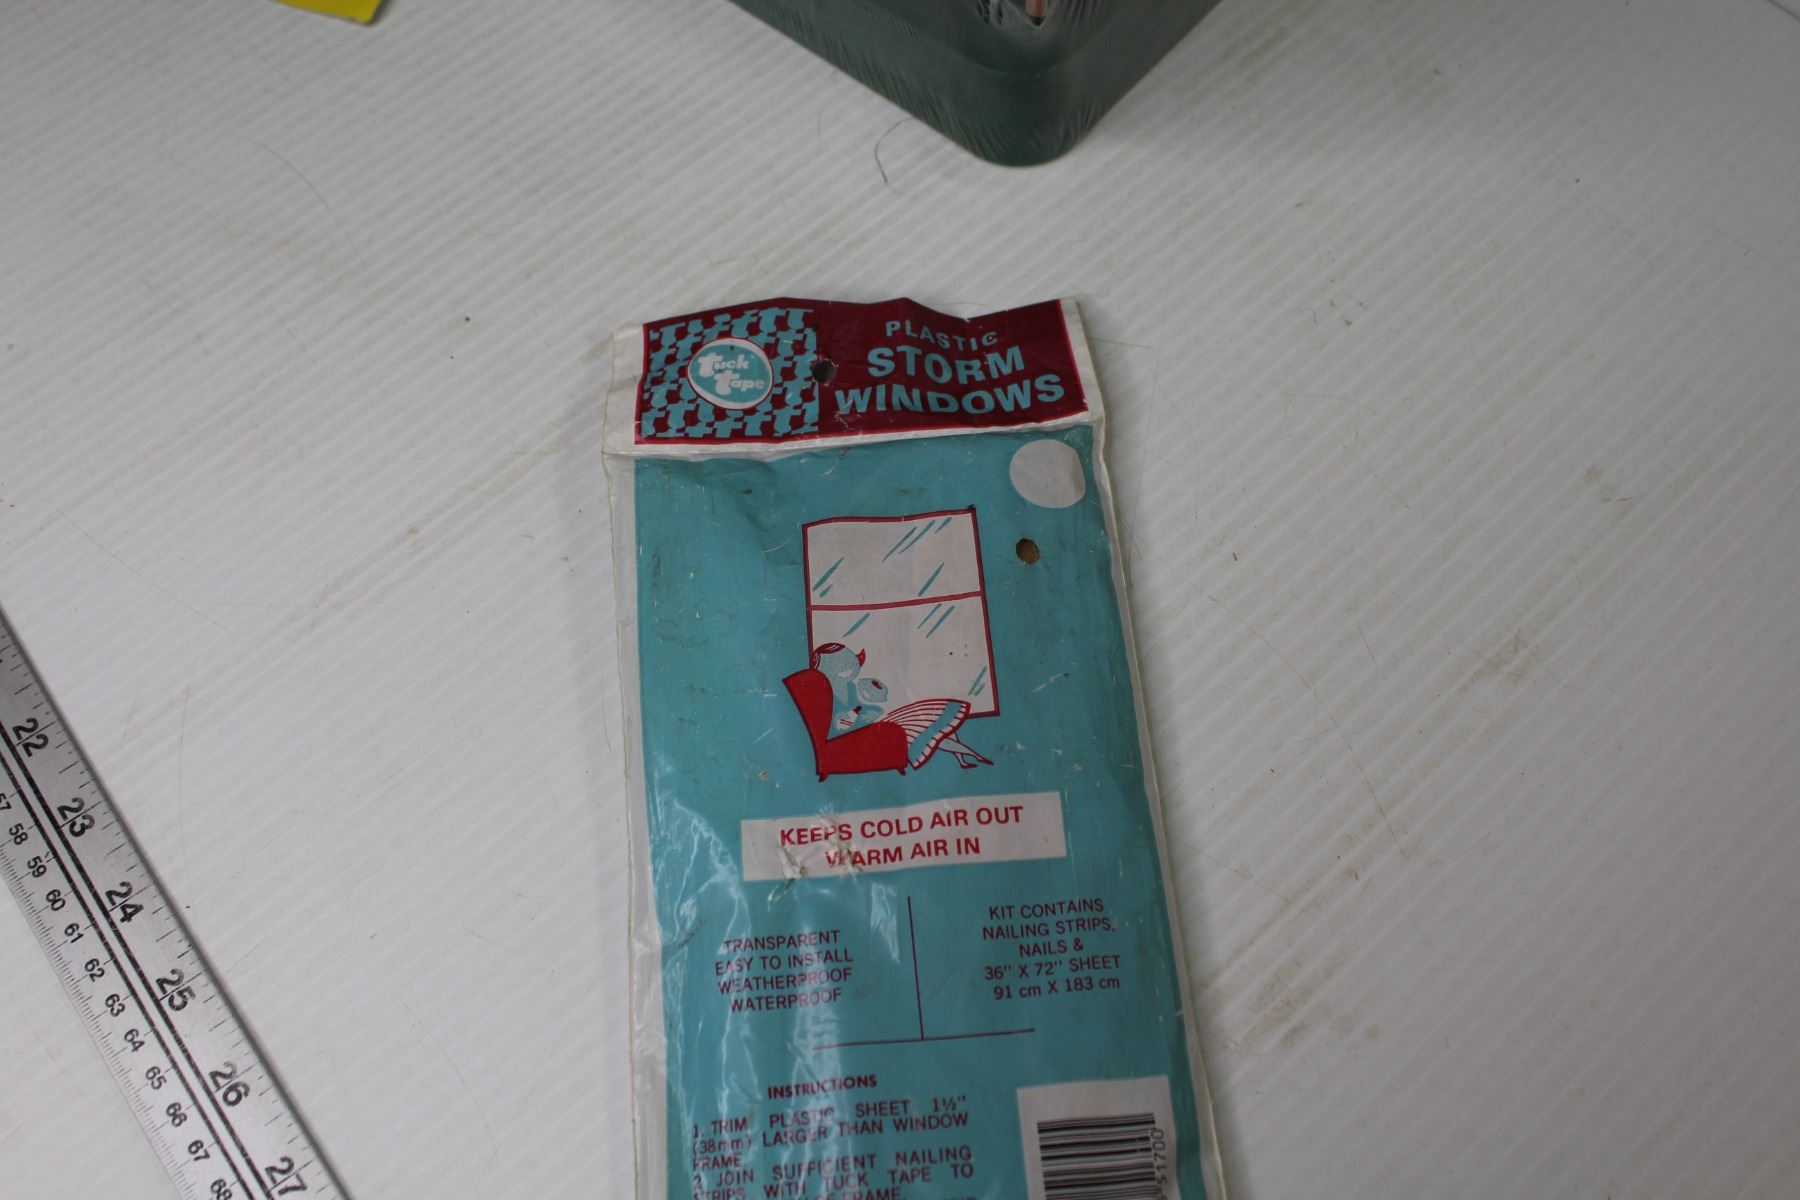 tuck
tape
PLASTIC
STORM
WINDOWS
KEEPS COLD AIR OUT
WARM AIR IN
TRANSPARENT
EASY TO INSTALL
WEATHERPROOF
WATERPROOF
KIT CONTAINS
NAILING STRIPS,
NAILS &
36" X 72" SHEET
91 cm X 183 cm
INSTRUCTIONS
1. TRIM PLASTIC SHEET 1½"
(38mm) LARGER THAN WINDOW
FRAME.
2. JOIN SUFFICIENT NAILING
STRIPS WITH TUCK TAPE TO
FRAME.
51700
22
23
24
25
26
27
57
58
59
60
61
62
63
64
65
66
67
68